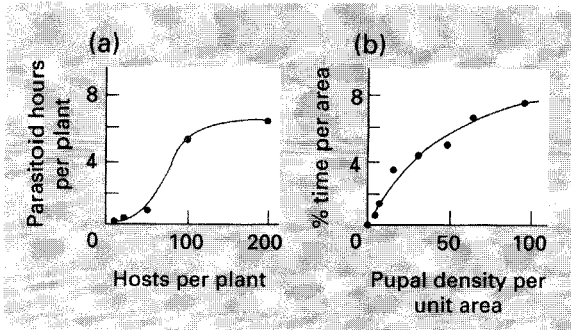 (a)
Parasitoid hours
per plant
8
4
0
100
200
Hosts per plant
(b)
% time per area
8
4
0
50
100
Pupal density per
unit area